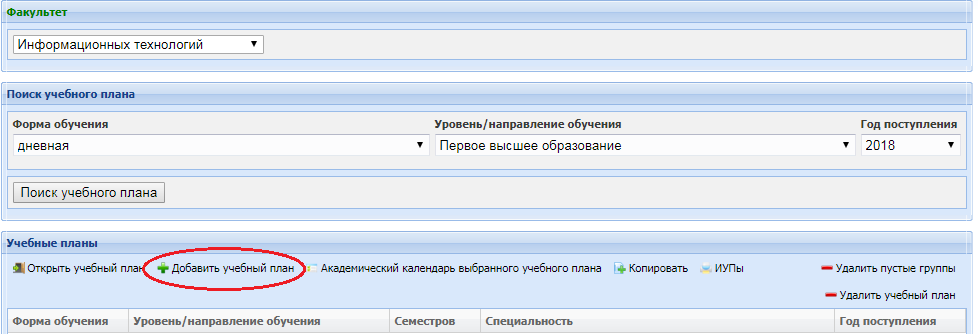 Факультет
Информационных технологий
Поиск учебного плана
Форма обучения Уровень/направление обучения Год поступления
дневная Первое высшее образование 2018
Поиск учебного плана
Учебные планы
Открыть учебный план Добавить учебный план Академический календарь выбранного учебного плана Копировать ИУПы Удалить пустые группы
Удалить учебный план
Форма обучения Уровень/направление обучения Семестров Специальность Год поступления